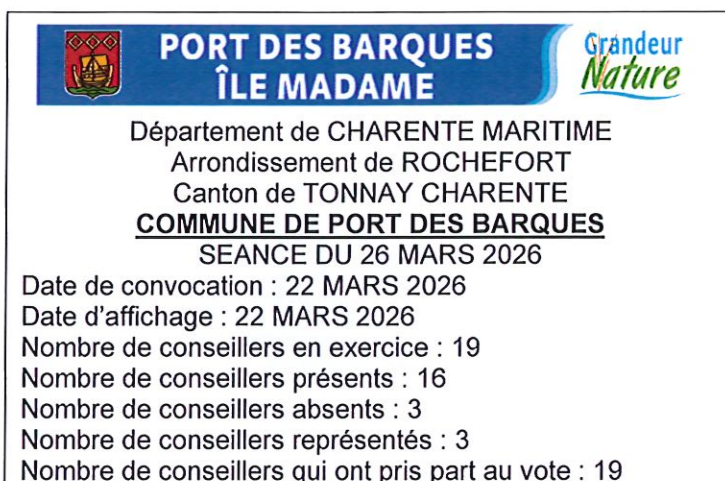 PORT DES BARQUES
ÎLE MADAME
Grandeur
Nature
Département de CHARENTE MARITIME
Arrondissement de ROCHEFORT
Canton de TONNAY CHARENTE
COMMUNE DE PORT DES BARQUES
SEANCE DU 26 MARS 2026
Date de convocation : 22 MARS 2026
Date d'affichage : 22 MARS 2026
Nombre de conseillers en exercice : 19
Nombre de conseillers présents : 16
Nombre de conseillers absents : 3
Nombre de conseillers représentés : 3
Nombre de conseillers qui ont pris part au vote : 19